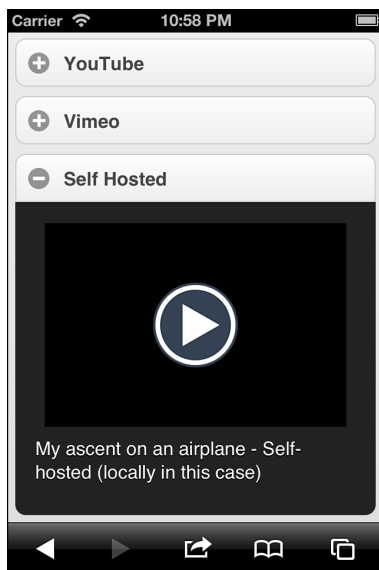 Carrier 10:58 PM
YouTube
Vimeo
Self Hosted
My ascent on an airplane - Self-
hosted (locally in this case)